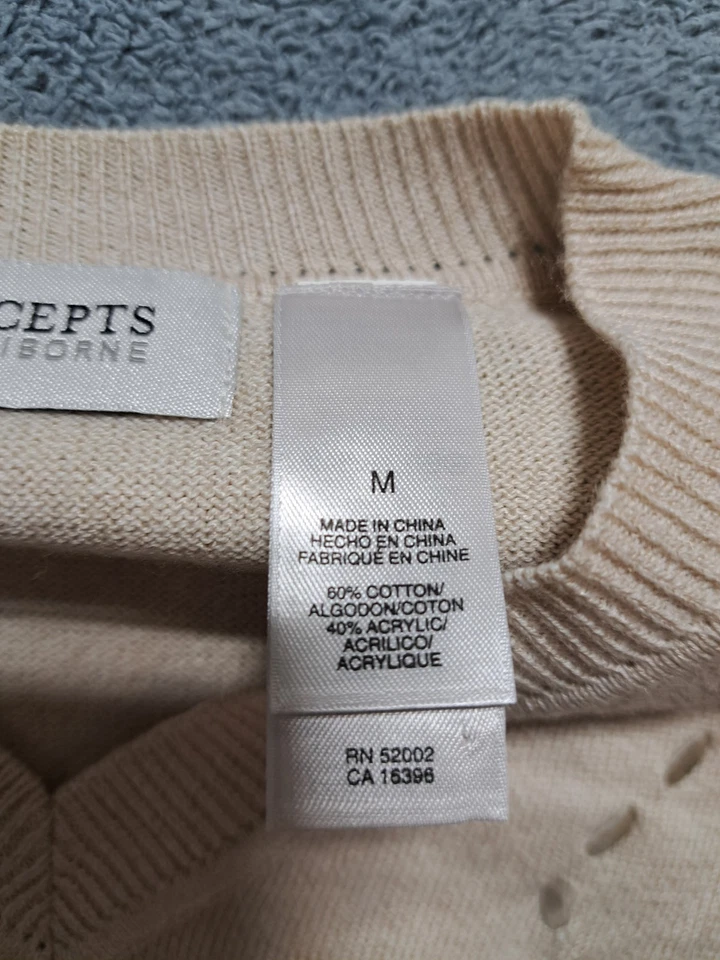 CEPTS
IBORNE
M
MADE IN CHINA
HECHO EN CHINA
FABRIQUÉ EN CHINE
60% COTTON/
ALGODON/COTON
40% ACRYLIC/
ACRILICO/
ACRYLIQUE
RN 52002
CA 16396